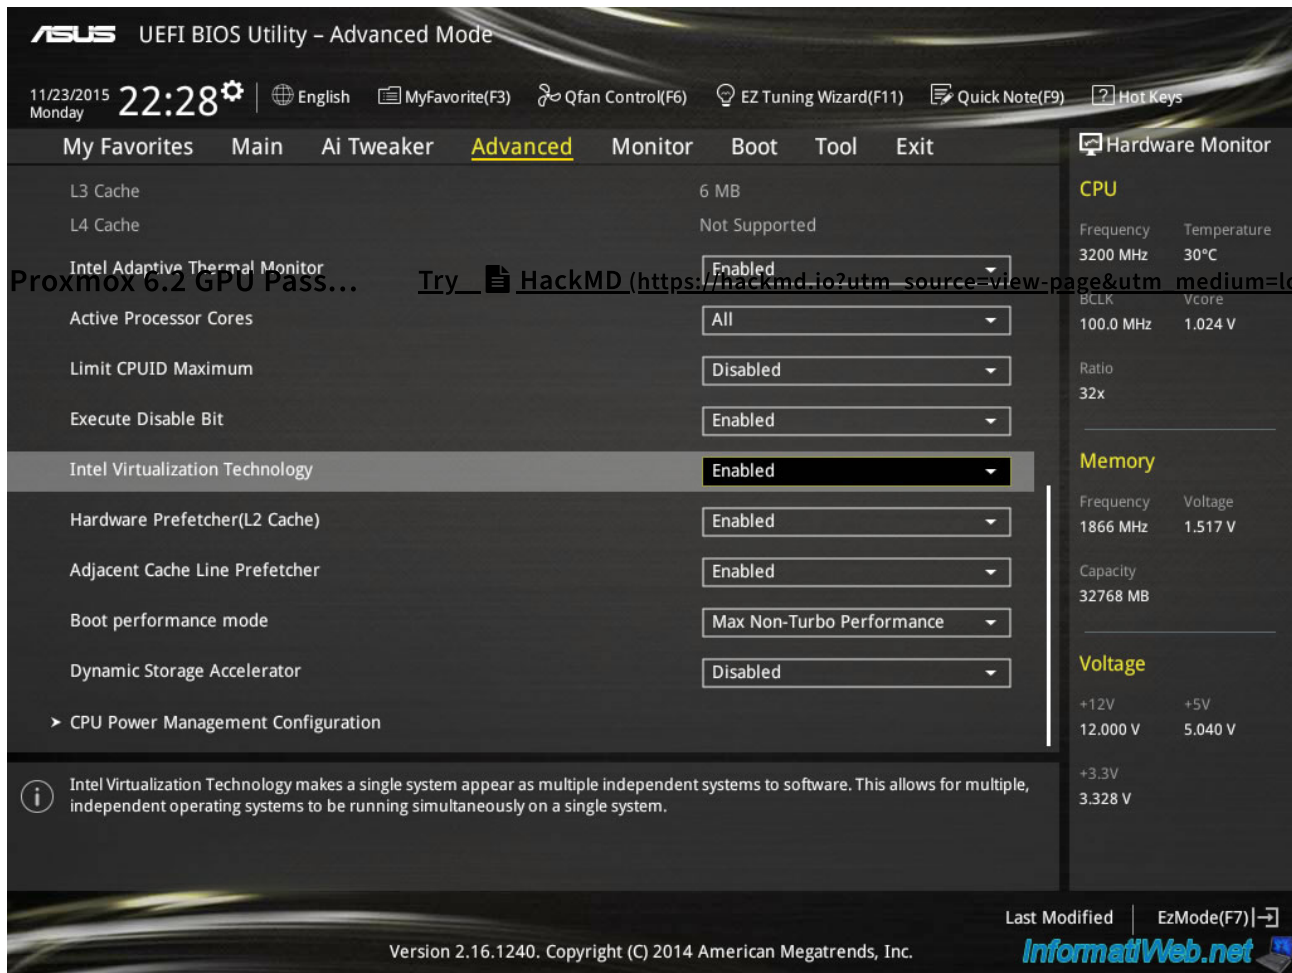 ASUS UEFI BIOS Utility – Advanced Mode
11/23/2015 Monday 22:28 English MyFavorite(F3) Qfan Control(F6) EZ Tuning Wizard(F11) Quick Note(F9) ? Hot Keys
My Favorites Main Ai Tweaker Advanced Monitor Boot Tool Exit
Hardware Monitor
L3 Cache 6 MB
L4 Cache Not Supported
Intel Adaptive Thermal Monitor Enabled
Proxmox 6.2 GPU Pass... Try HackMD (https://hackmd.io?utm_source=view-page&utm_medium=lo
Active Processor Cores All
Limit CPUID Maximum Disabled
Execute Disable Bit Enabled
Intel Virtualization Technology Enabled
Hardware Prefetcher(L2 Cache) Enabled
Adjacent Cache Line Prefetcher Enabled
Boot performance mode Max Non-Turbo Performance
Dynamic Storage Accelerator Disabled
CPU Power Management Configuration
Intel Virtualization Technology makes a single system appear as multiple independent systems to software. This allows for multiple,
independent operating systems to be running simultaneously on a single system.
CPU
Frequency Temperature
3200 MHz 30°C
BCLK Vcore
100.0 MHz 1.024 V
Ratio
32x
Memory
Frequency Voltage
1866 MHz 1.517 V
Capacity
32768 MB
Voltage
+12V +5V
12.000 V 5.040 V
+3.3V
3.328 V
Last Modified EzMode(F7)
Version 2.16.1240. Copyright (C) 2014 American Megatrends, Inc.
InformatiWeb.net